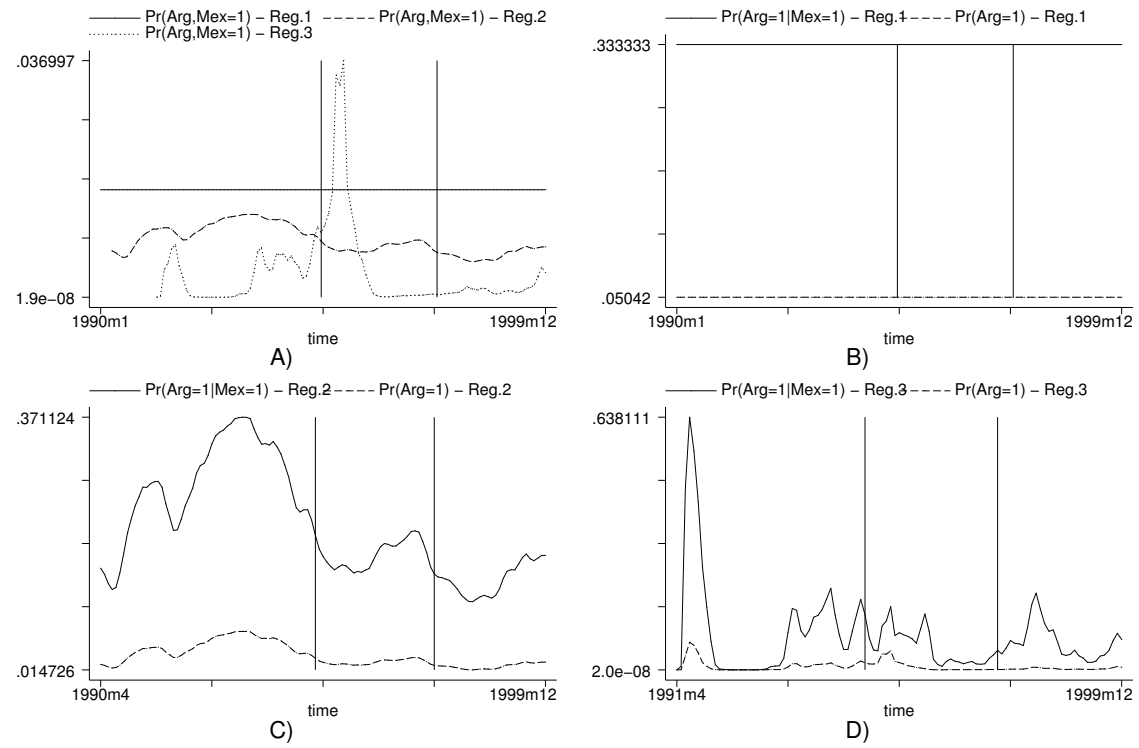 Pr(Arg,Mex=1) − Reg.1 Pr(Arg,Mex=1) − Reg.2
Pr(Arg,Mex=1) − Reg.3
.036997
1.9e−08
1990m1 1999m12
time
A)
Pr(Arg=1|Mex=1) − Reg.1 Pr(Arg=1) − Reg.1
.333333
.05042
1990m1 1999m12
time
B)
Pr(Arg=1|Mex=1) − Reg.2 Pr(Arg=1) − Reg.2
.371124
.014726
1990m4 1999m12
time
C)
Pr(Arg=1|Mex=1) − Reg.3 Pr(Arg=1) − Reg.3
.638111
2.0e−08
1991m4 1999m12
time
D)